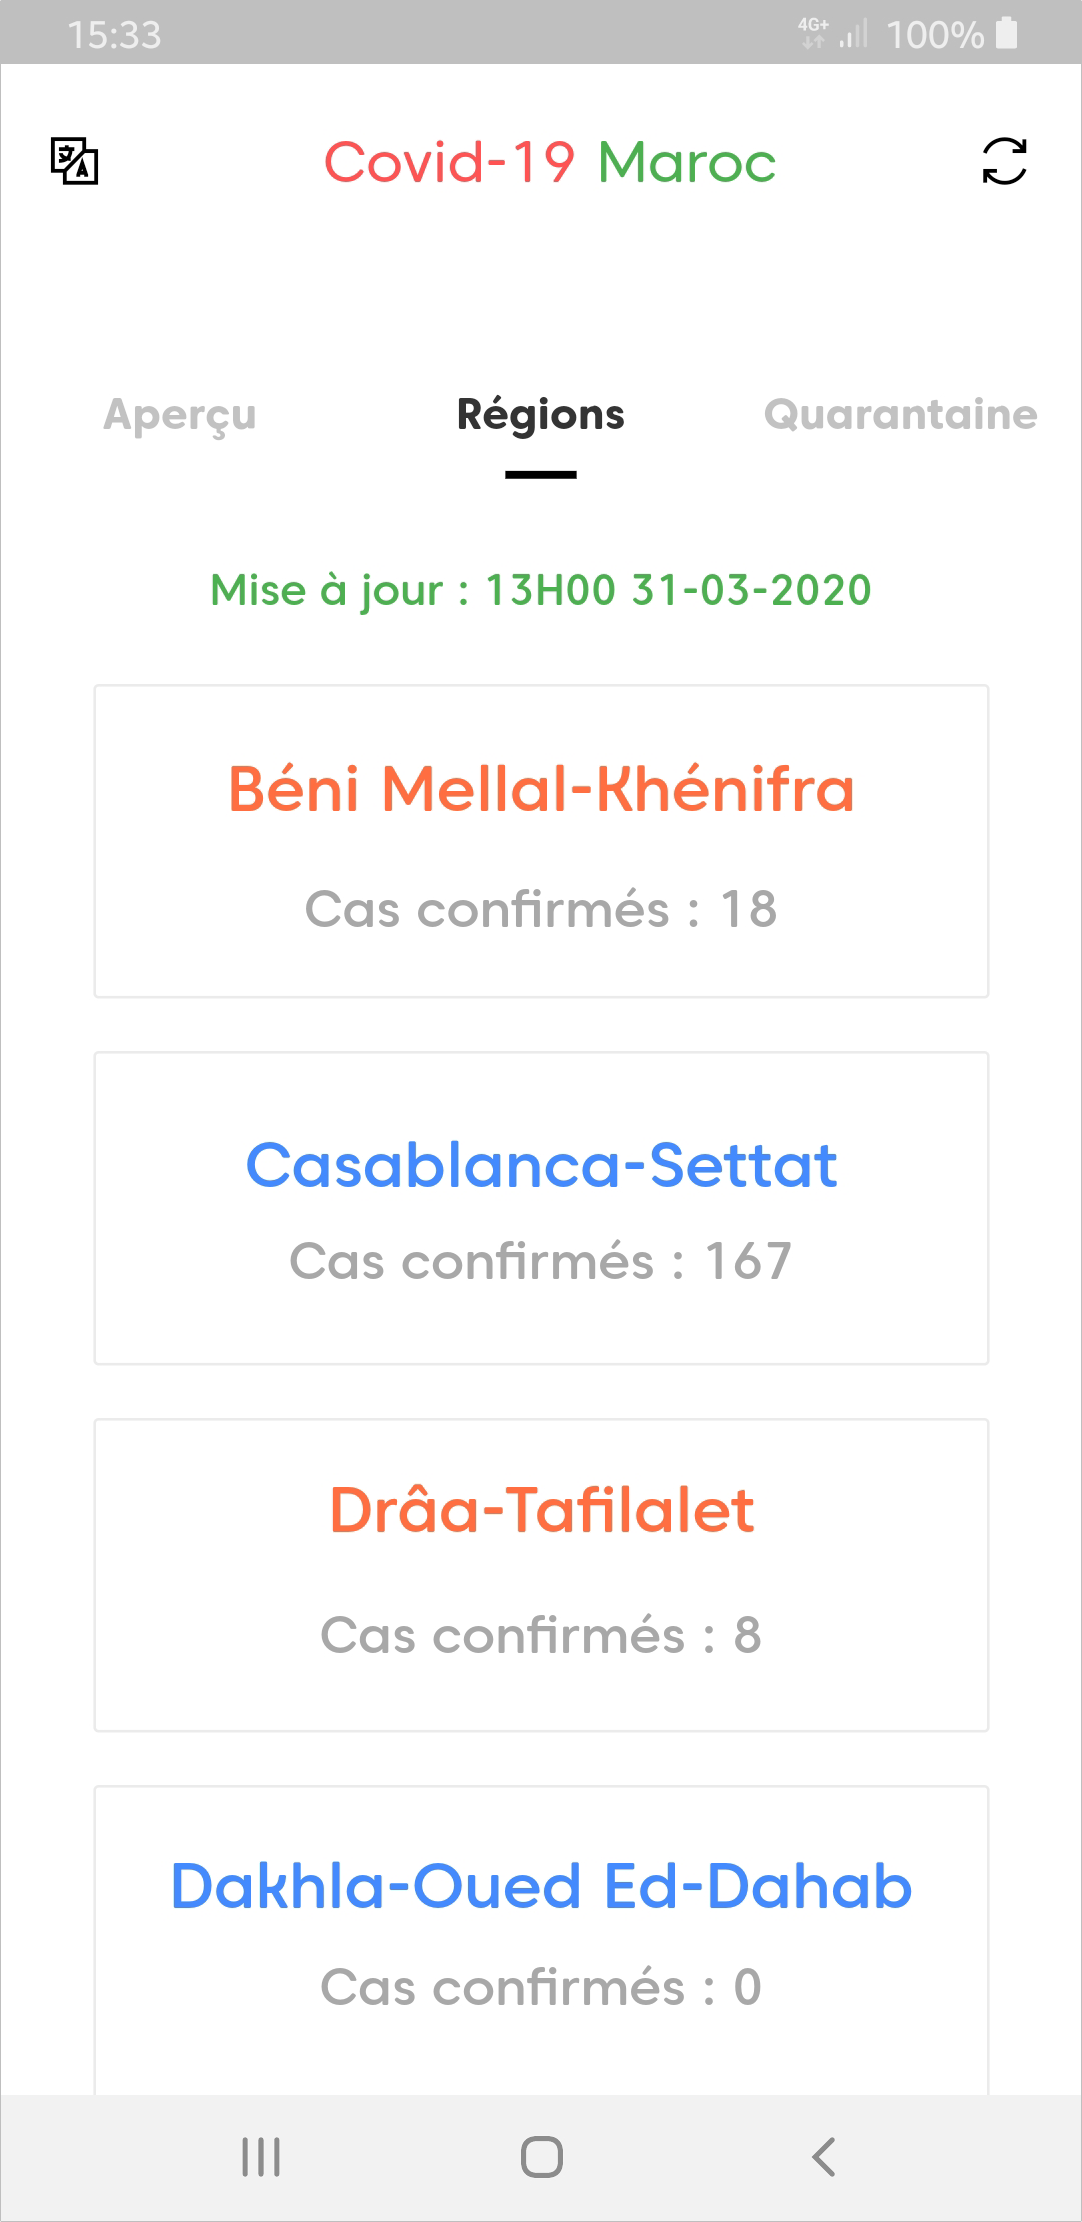 15:33
4G+ 100%
Covid-19 Maroc
Aperçu Régions Quarantaine
Mise à jour : 13H00 31-03-2020
Béni Mellal-Khénifra
Cas confirmés : 18
Casablanca-Settat
Cas confirmés : 167
Drâa-Tafilalet
Cas confirmés : 8
Dakhla-Oued Ed-Dahab
Cas confirmés : 0